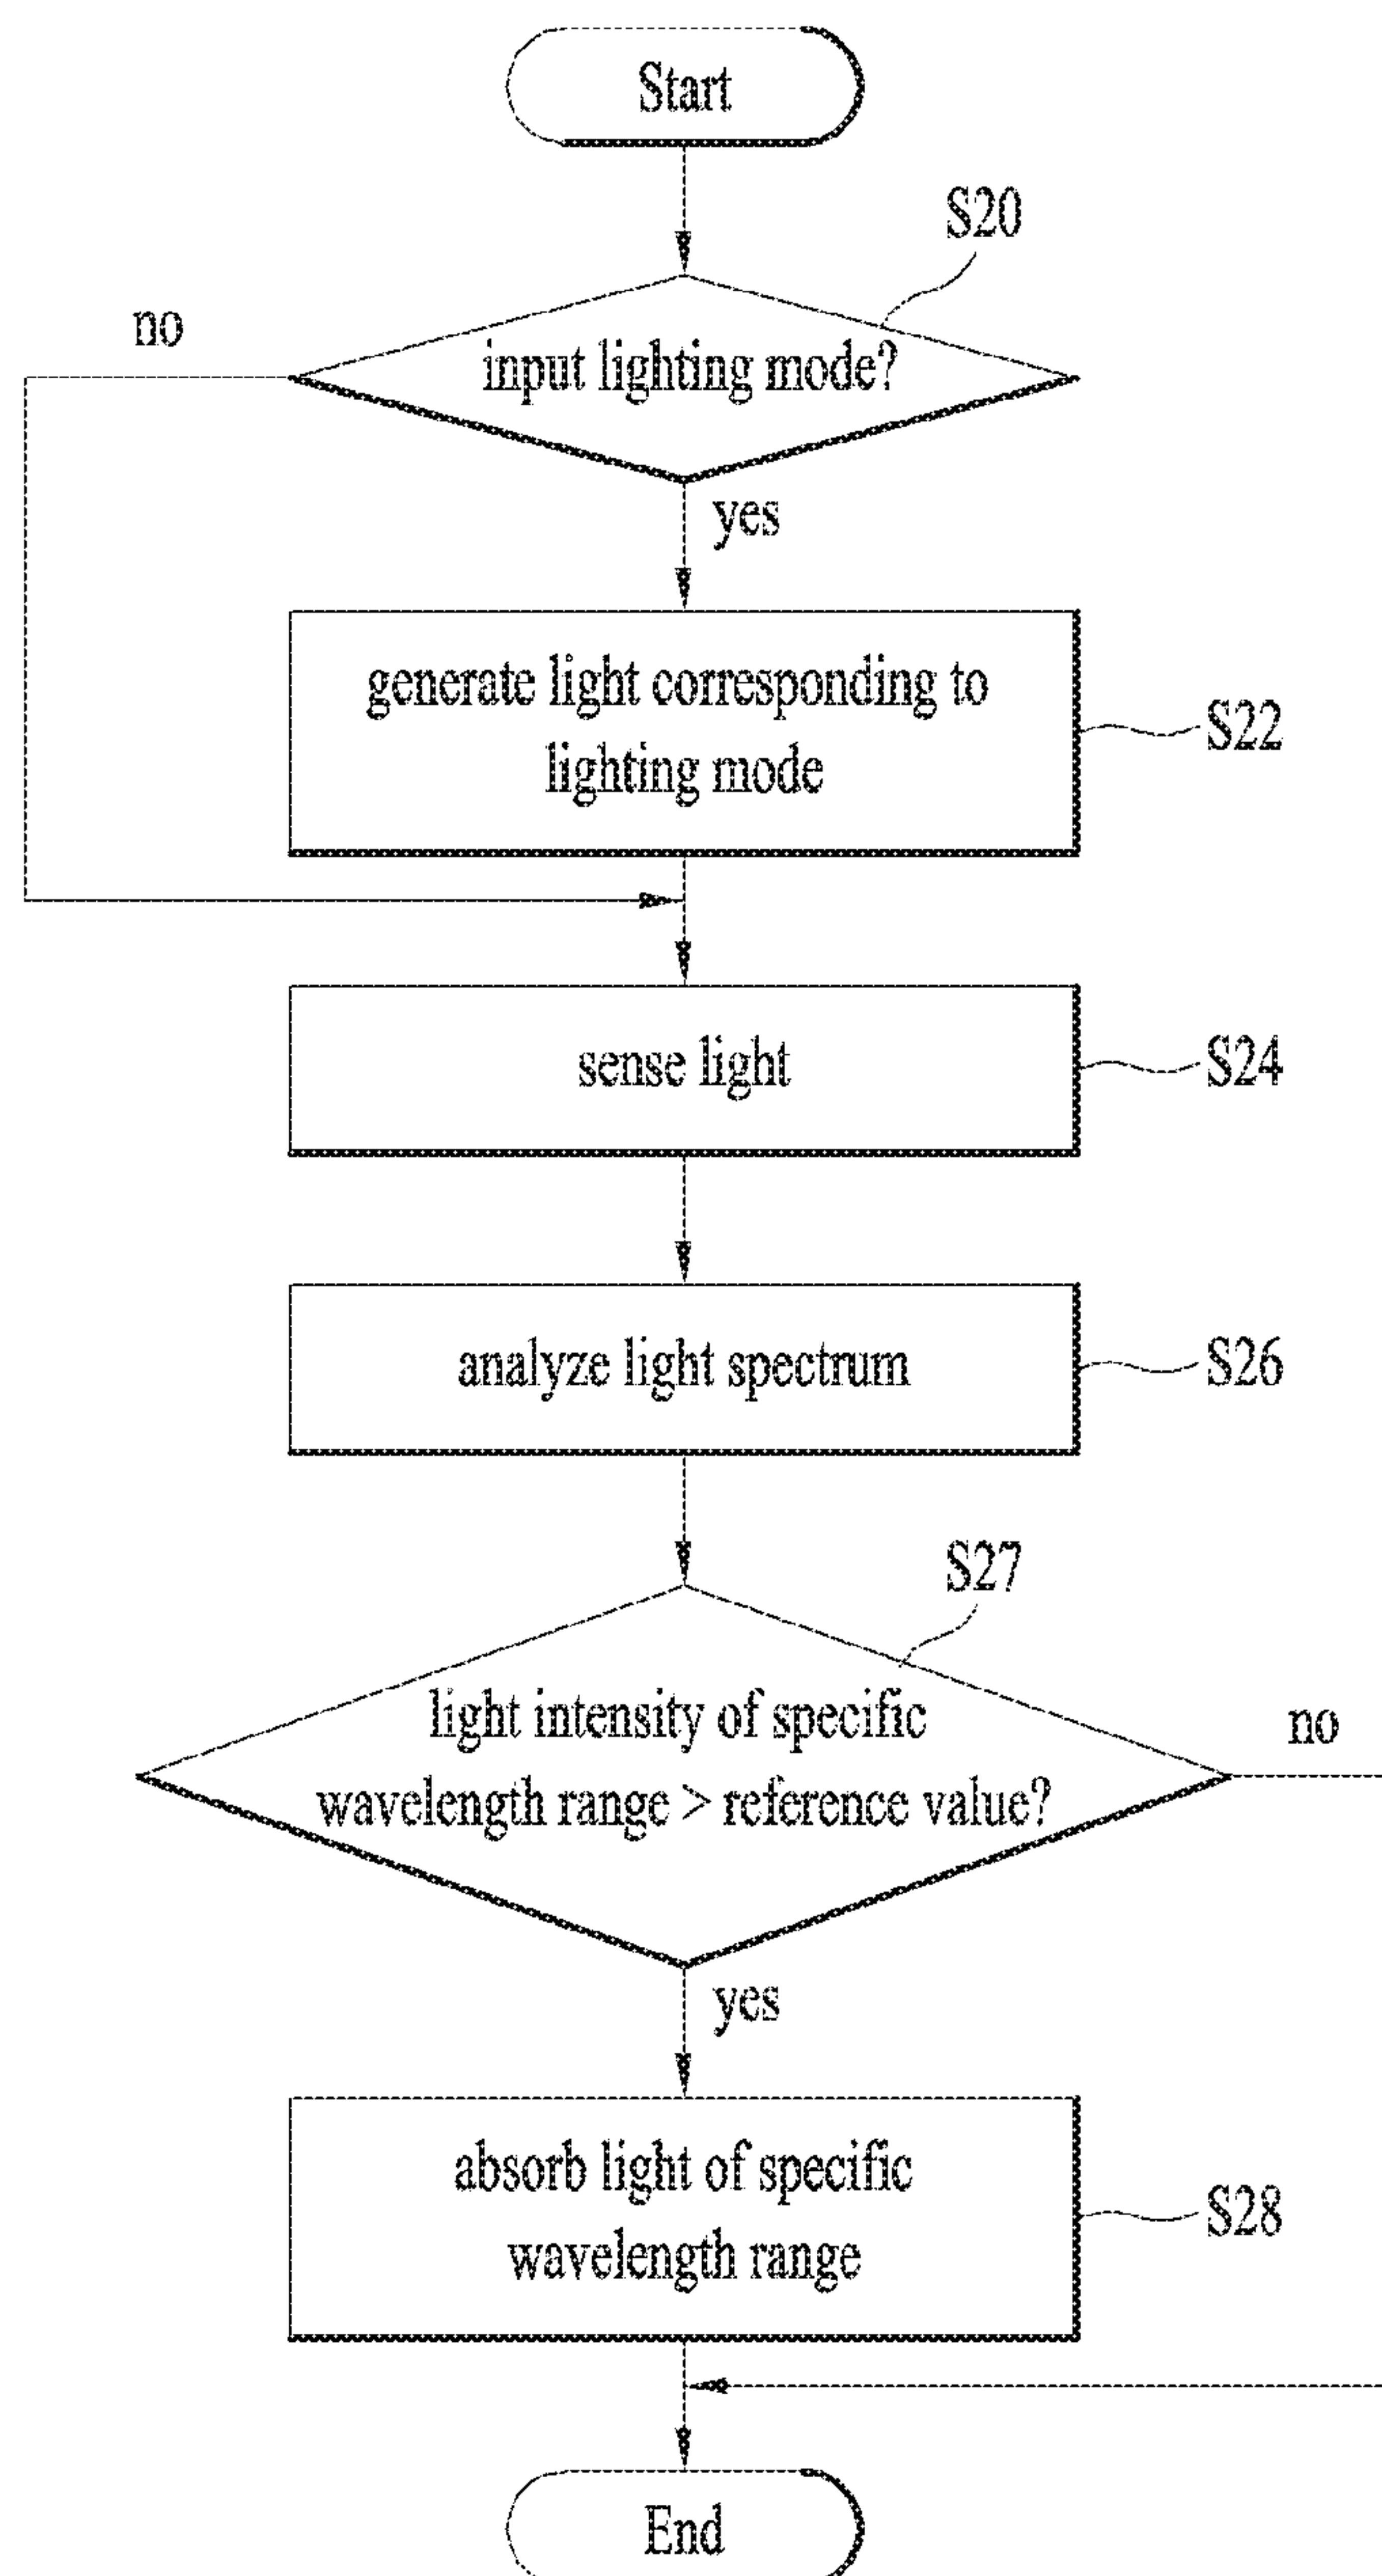 Start
S20
no
input lighting mode?
yes
generate light corresponding to
lighting mode
S22
sense light
S24
analyze light spectrum
S26
S27
light intensity of specific
wavelength range > reference value?
no
yes
absorb light of specific
wavelength range
S28
End